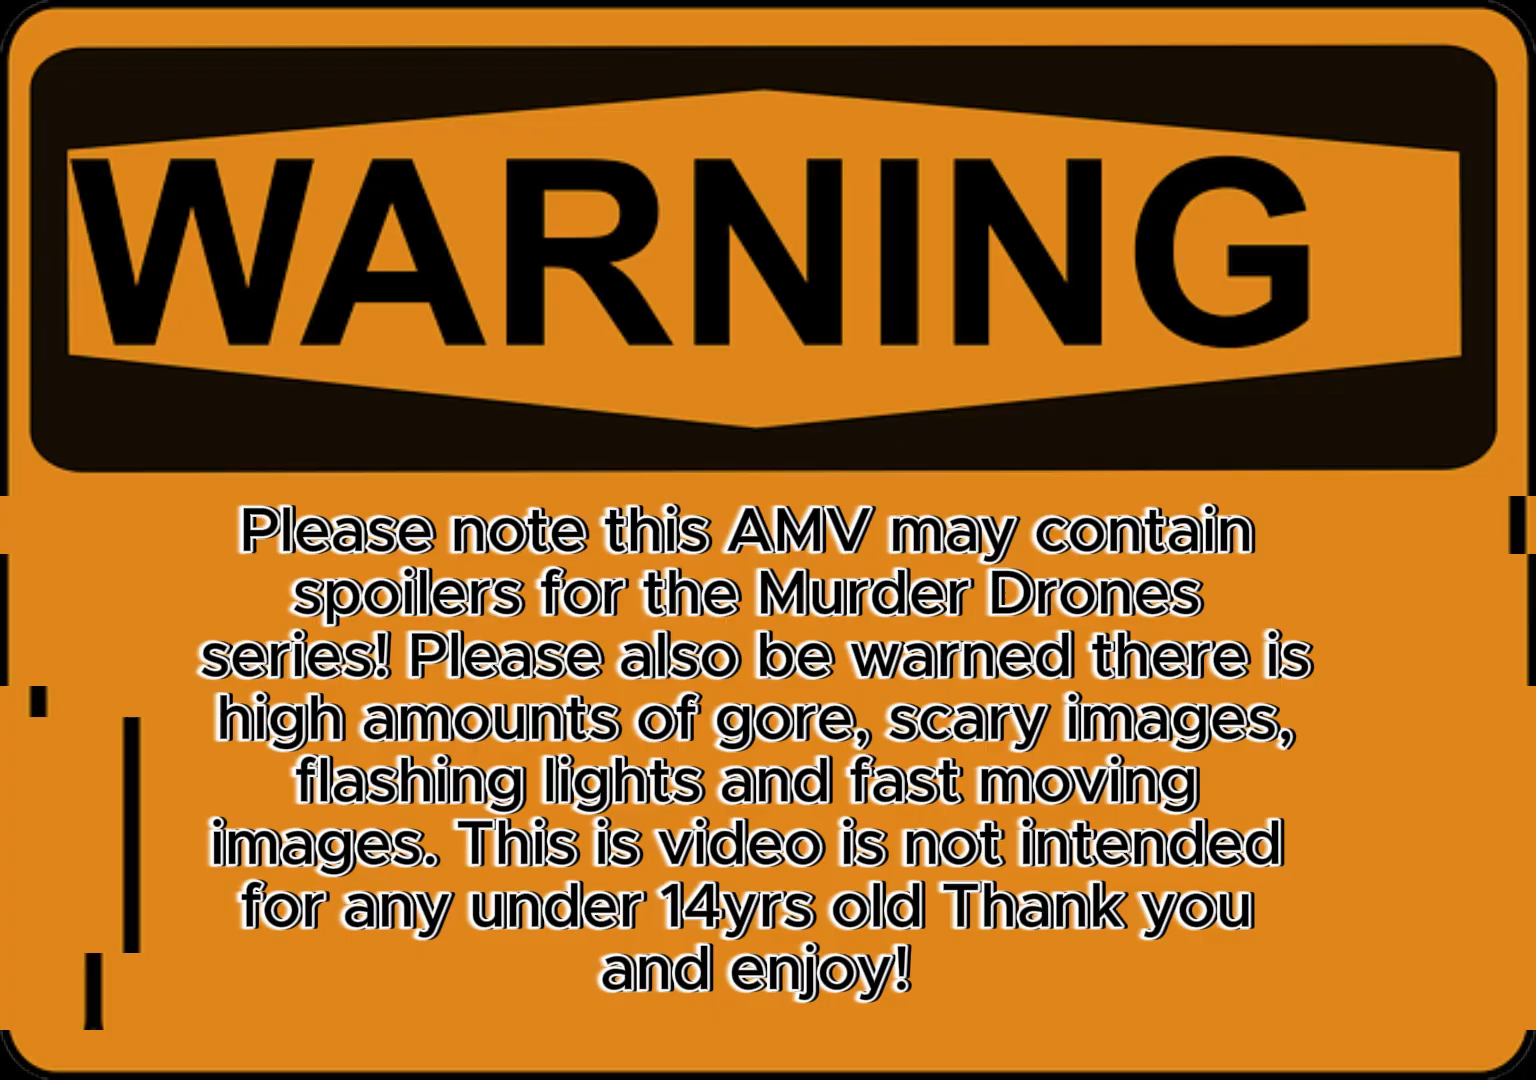 WARNING
Please note this AMV may contain
spoilers for the Murder Drones
series! Please also be warned there is
high amounts of gore, scary images,
flashing lights and fast moving
images. This is video is not intended
for any under 14yrs old Thank you
and enjoy!